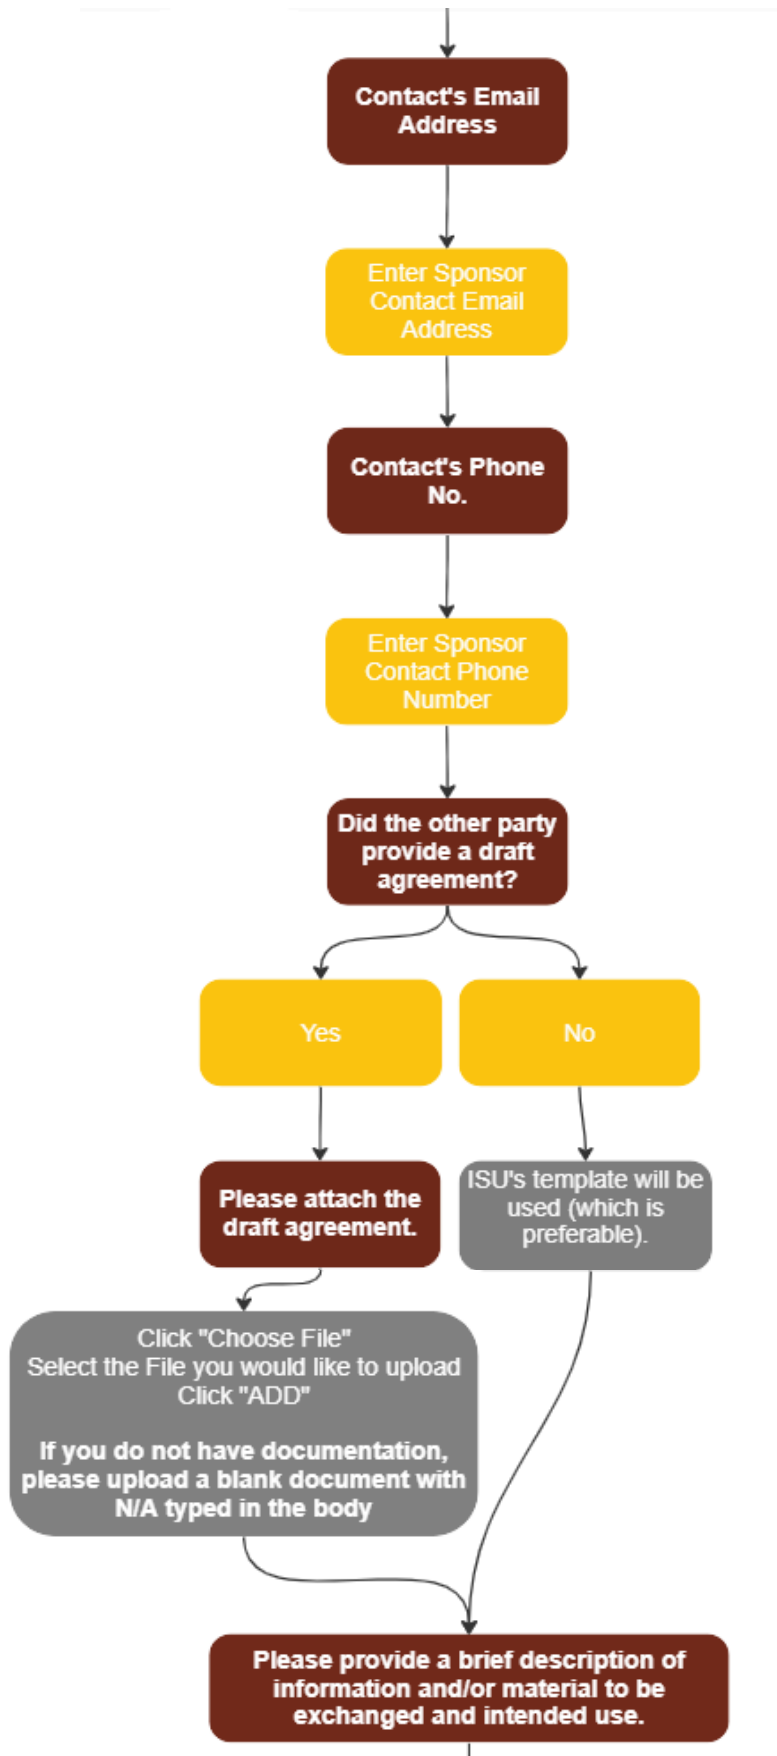 Contact's Email
Address
Enter Sponsor
Contact Email
Address
Contact's Phone
No.
Enter Sponsor
Contact Phone
Number
Did the other party
provide a draft
agreement?
Yes
No
Please attach the
draft agreement.
ISU's template will be
used (which is
preferable).
Click "Choose File"
Select the File you would like to upload
Click "ADD"
If you do not have documentation,
please upload a blank document with
N/A typed in the body
Please provide a brief description of
information and/or material to be
exchanged and intended use.